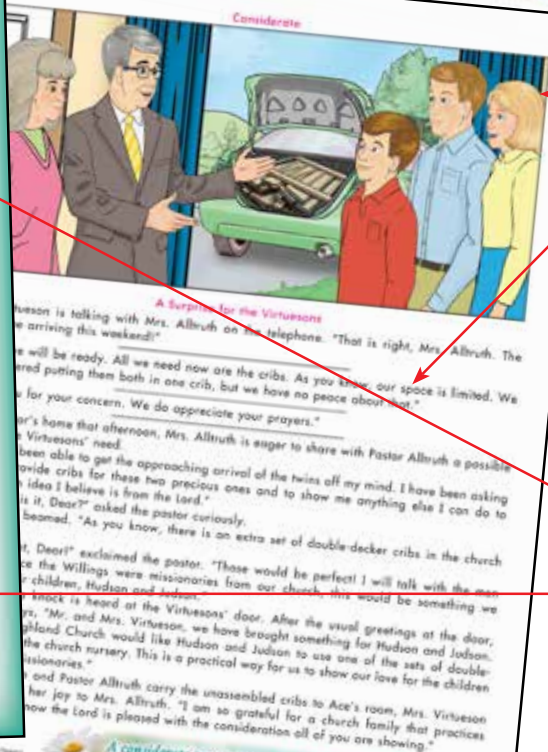 Considerate
A Surprise for the Virtuesons
tueson is talking with Mrs. Alltruth on the telephone. "That is right, Mrs. Alltruth. The
arriving this weekend!"
e will be ready. All we need now are the cribs. As you know, our space is limited. We
ered putting them both in one crib, but we have no peace about that."
for your concern. We do appreciate your prayers."
or's home that afternoon, Mrs. Alltruth is eager to share with Pastor Alltruth a possible
Virtuesons' need.
been able to get the approaching arrival of the twins off my mind. I have been asking
ovide cribs for these two precious ones and to show me anything else I can do to
idea I believe is from the Lord."
is it, Dear?" asked the pastor curiously.
beamed. "As you know, there is an extra set of double-decker cribs in the church
t, Dear!" exclaimed the pastor. "Those would be perfect! I will talk with the men
ce the Willings were missionaries from our church, this would be something we
r children, Hudson and Judson."
knock is heard at the Virtuesons' door. After the usual greetings at the door,
ys, "Mr. and Mrs. Virtueson, we have brought something for Hudson and Judson.
ghland Church would like Hudson and Judson to use one of the sets of double-
the church nursery. This is a practical way for us to show our love for the children
ssionaries."
and Pastor Alltruth carry the unassembled cribs to Ace's room, Mrs. Virtueson
her joy to Mrs. Alltruth. "I am so grateful for a church family that practices
now the Lord is pleased with the consideration all of you are showing."
A considerate